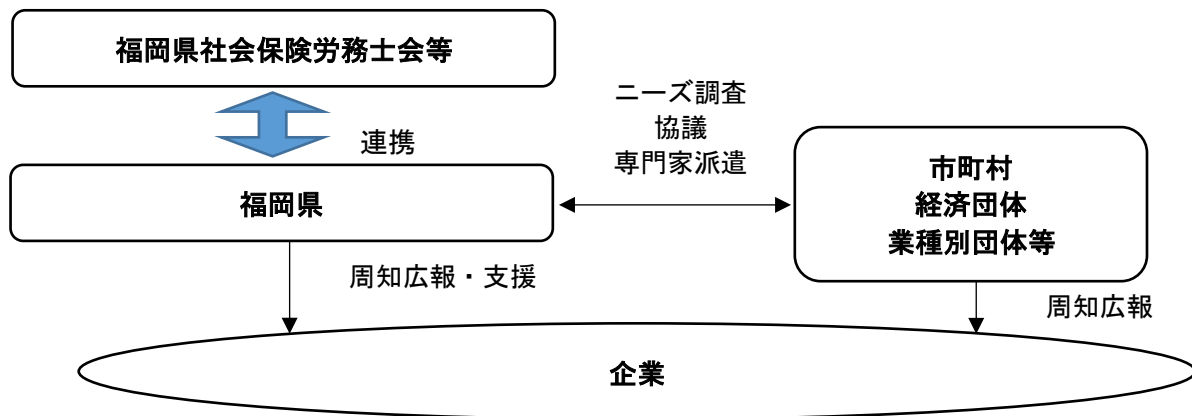 福岡県社会保険労務士会等
連携
福岡県
ニーズ調査
協議
専門家派遣
市町村
経済団体
業種別団体等
周知広報・支援
周知広報
企業